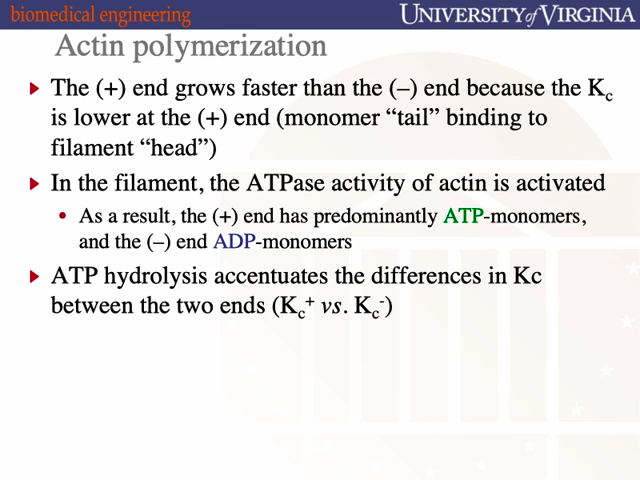 biomedical engineering
UNIVERSITY of VIRGINIA
Actin polymerization
The (+) end grows faster than the (–) end because the Kc
is lower at the (+) end (monomer “tail” binding to
filament “head”)
In the filament, the ATPase activity of actin is activated
• As a result, the (+) end has predominantly ATP-monomers,
and the (–) end ADP-monomers
ATP hydrolysis accentuates the differences in Kc
between the two ends (Kc+ vs. Kc-)